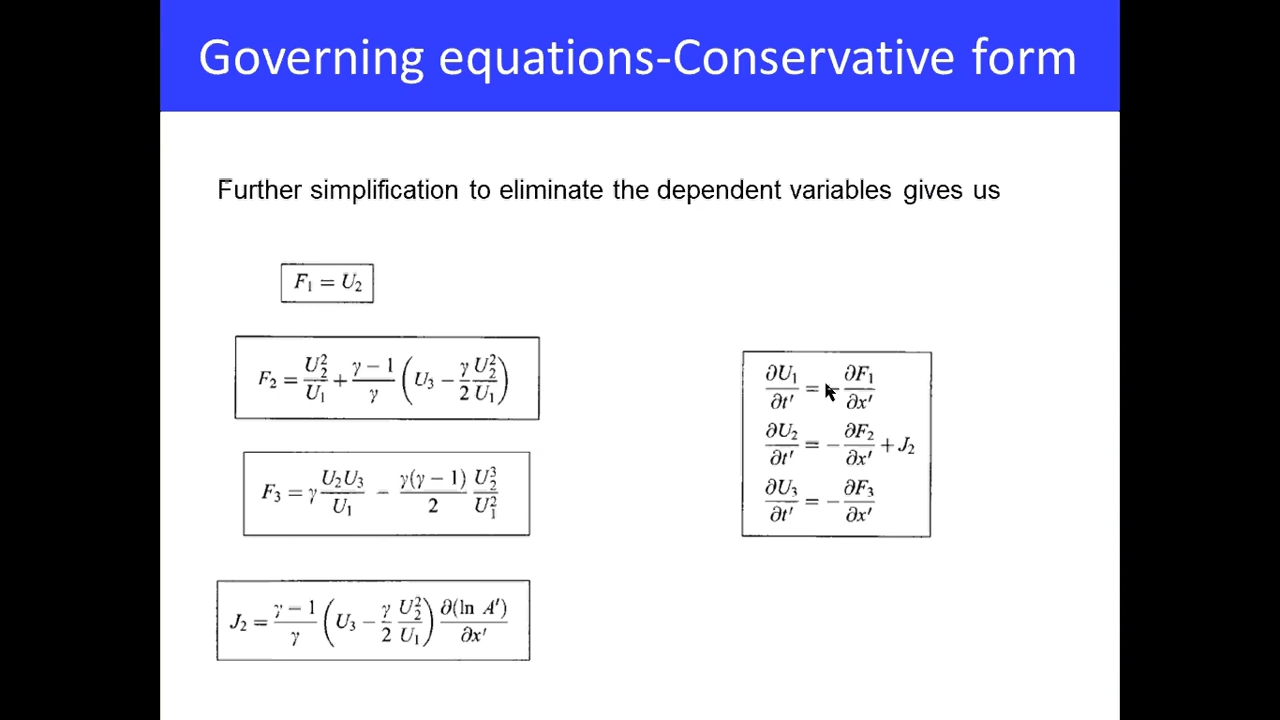 Governing equations-Conservative form
Further simplification to eliminate the dependent variables gives us
F₁ = U₂
F₂ = U₂²/U₁ + (γ − 1)/γ (U₃ − γ/2 U₂²/U₁)
F₃ = γ U₂U₃/U₁ − γ(γ − 1)/2 U₂³/U₁²
J₂ = (γ − 1)/γ (U₃ − γ/2 U₂²/U₁) ∂(ln A′)/∂x′
∂U₁/∂t′ = ∂F₁/∂x′
∂U₂/∂t′ = −∂F₂/∂x′ + J₂
∂U₃/∂t′ = −∂F₃/∂x′